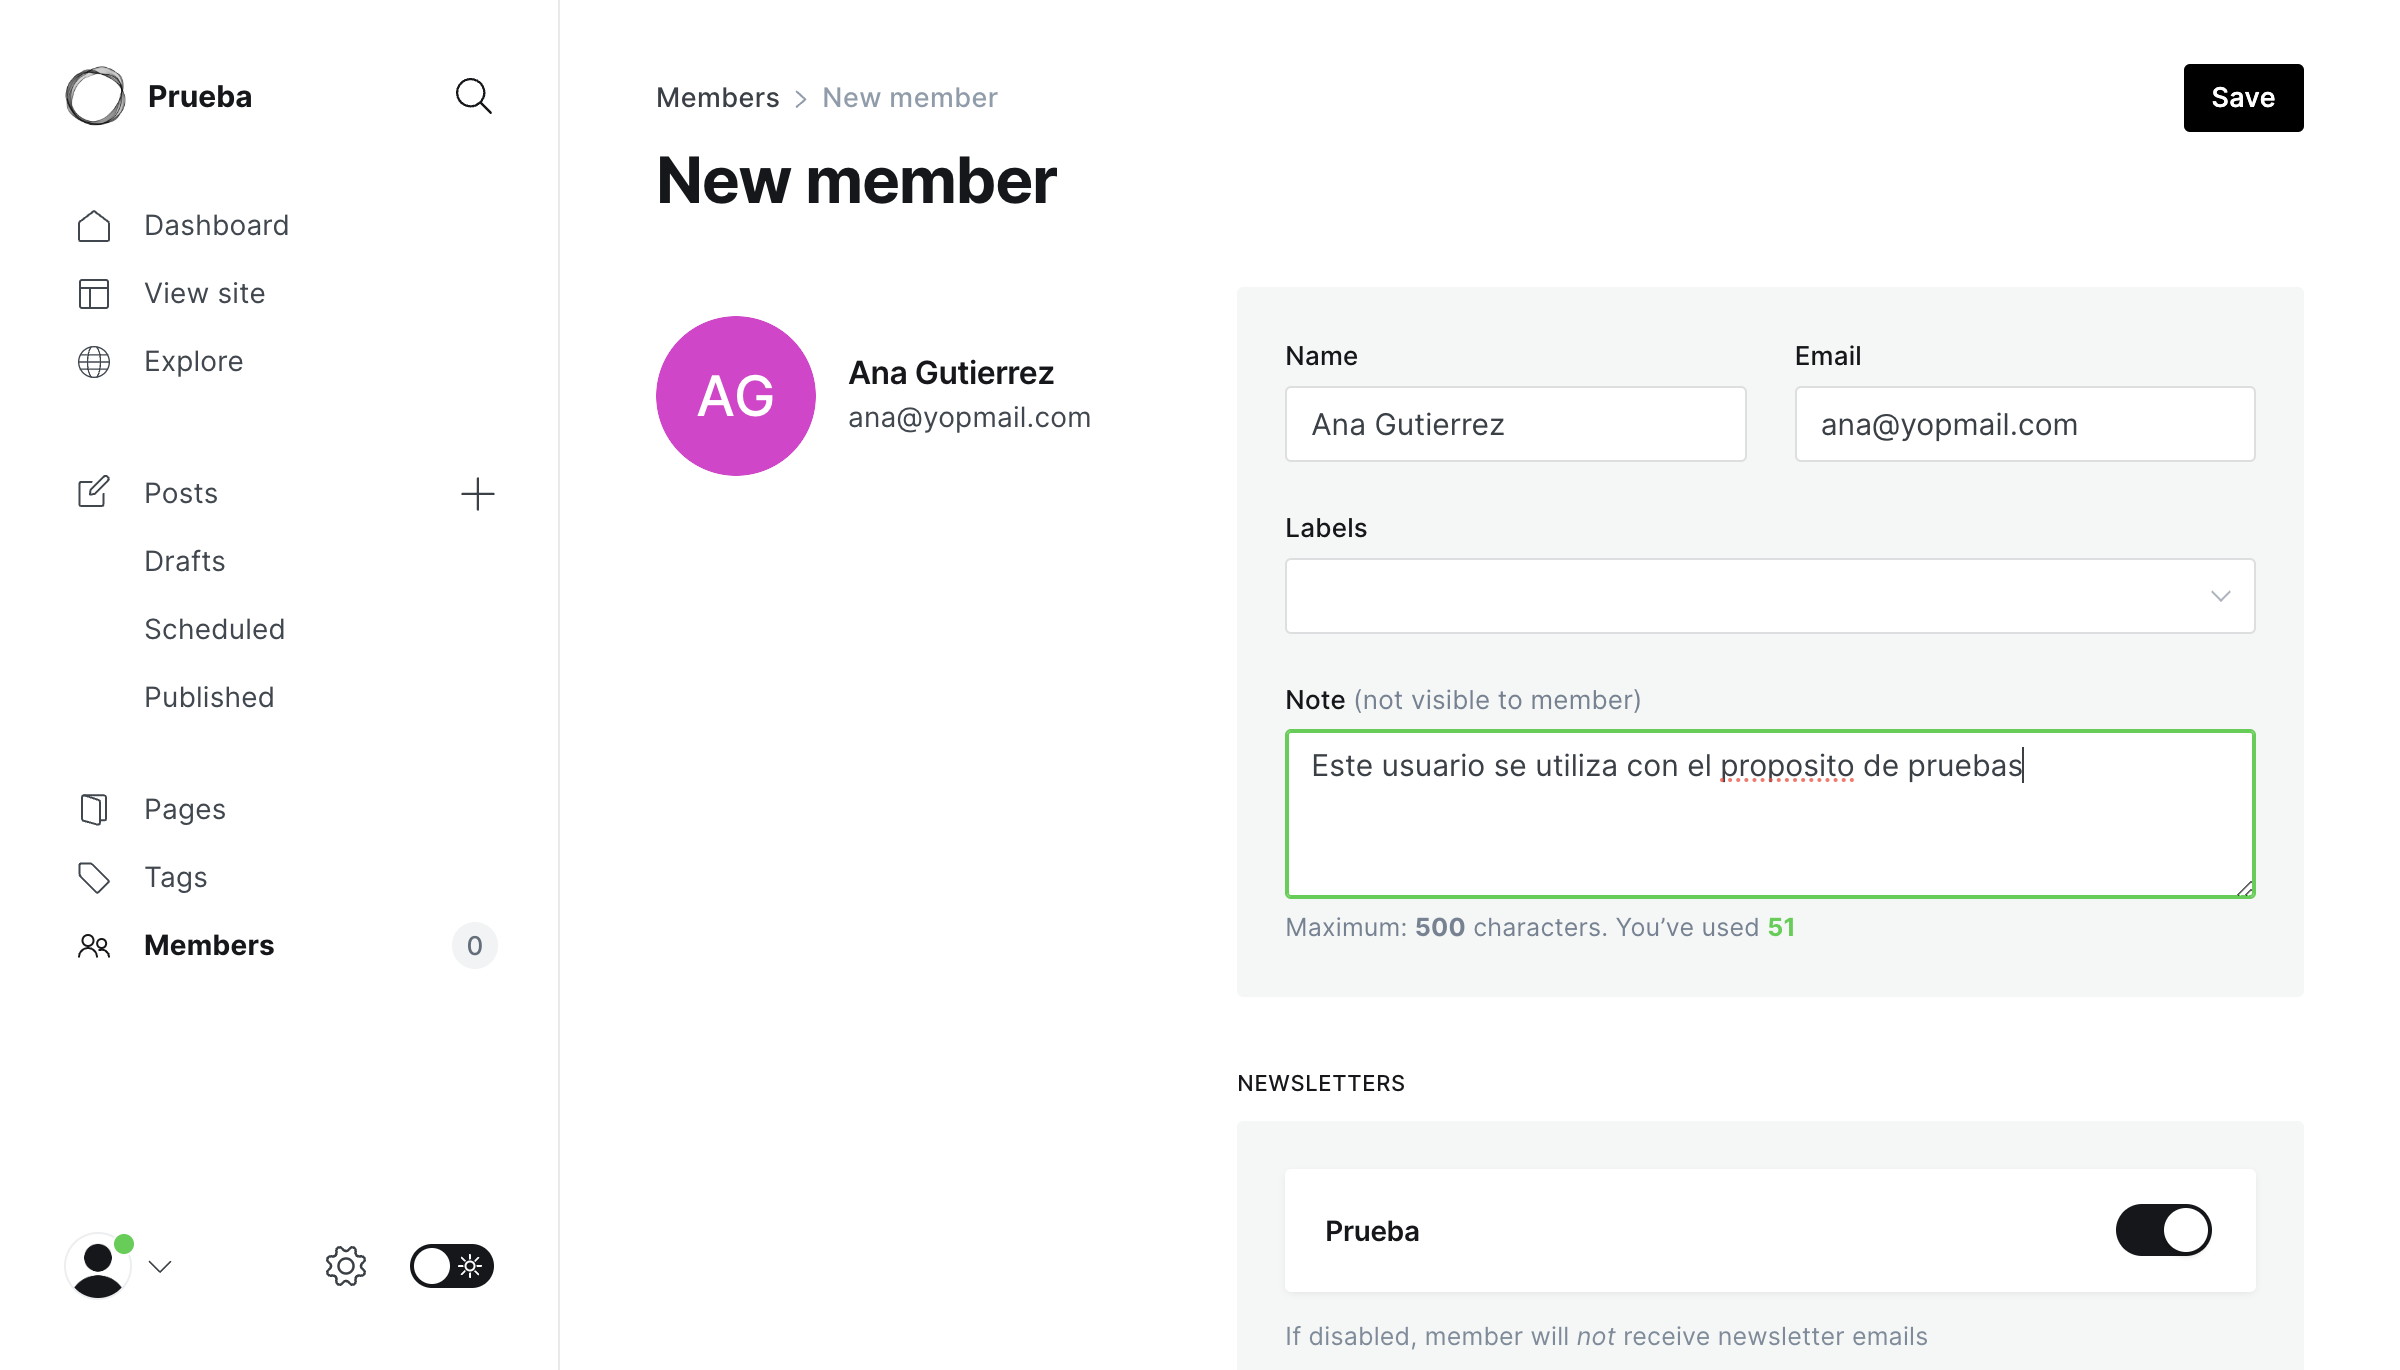 Prueba
Dashboard
View site
Explore
Posts
Drafts
Scheduled
Published
Pages
Tags
Members
0
Members > New member
Save
New member
AG
Ana Gutierrez
ana@yopmail.com
Name
Email
Ana Gutierrez
ana@yopmail.com
Labels
Note (not visible to member)
Este usuario se utiliza con el proposito de pruebas
Maximum: 500 characters. You’ve used 51
NEWSLETTERS
Prueba
If disabled, member will not receive newsletter emails